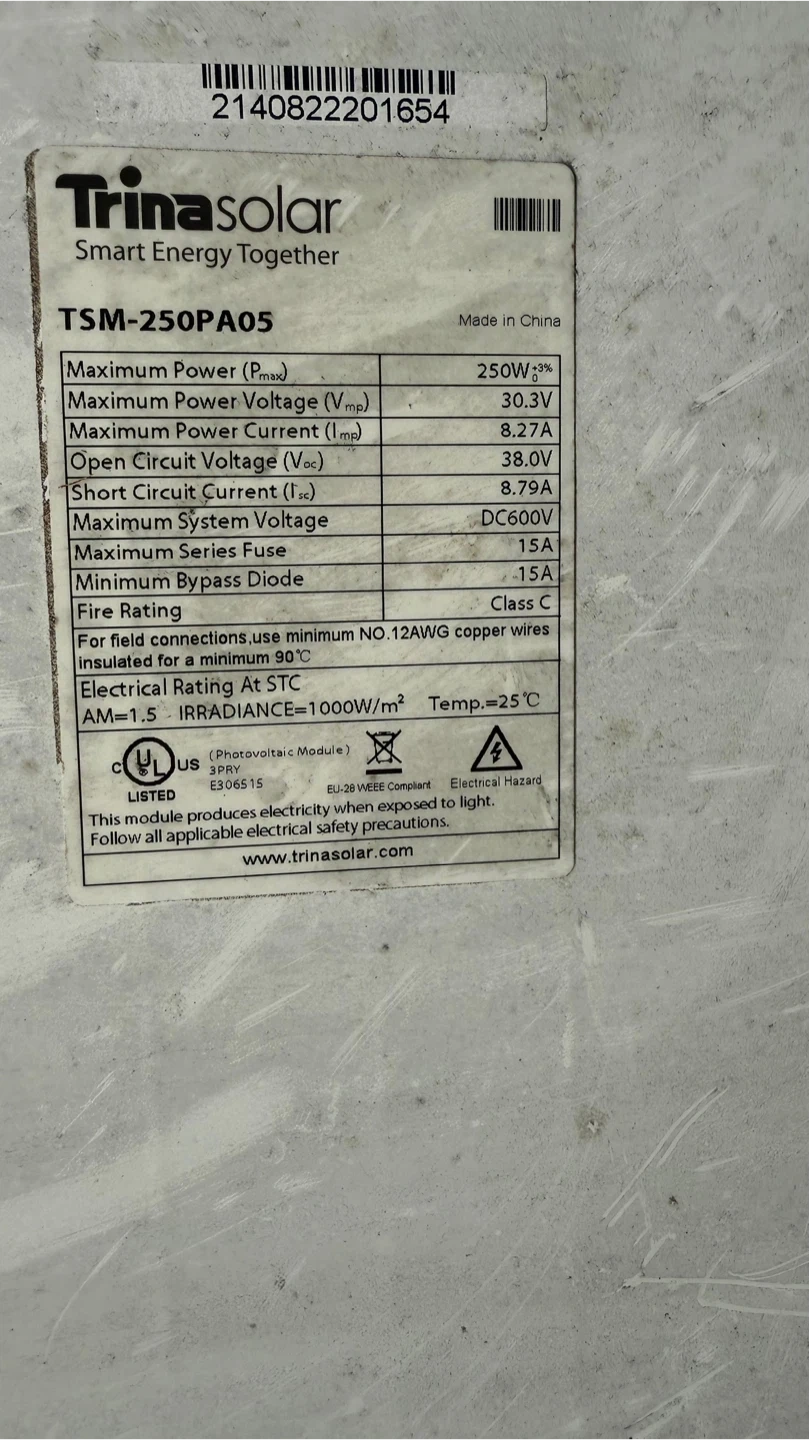 2140822201654
Trinasolar
Smart Energy Together
TSM-250PA05 Made in China
Maximum Power (Pmax) 250W +3% 0
Maximum Power Voltage (Vmp) 30.3V
Maximum Power Current (Imp) 8.27A
Open Circuit Voltage (Voc) 38.0V
Short Circuit Current (Isc) 8.79A
Maximum System Voltage DC600V
Maximum Series Fuse 15A
Minimum Bypass Diode 15A
Fire Rating Class C
For field connections,use minimum NO.12AWG copper wires
insulated for a minimum 90℃
Electrical Rating At STC
AM=1.5 IRRADIANCE=1000W/m² Temp.=25℃
c UL US
LISTED
(Photovoltaic Module)
3PRY
E306515
EU-28 WEEE Compliant
Electrical Hazard
This module produces electricity when exposed to light.
Follow all applicable electrical safety precautions.
www.trinasolar.com